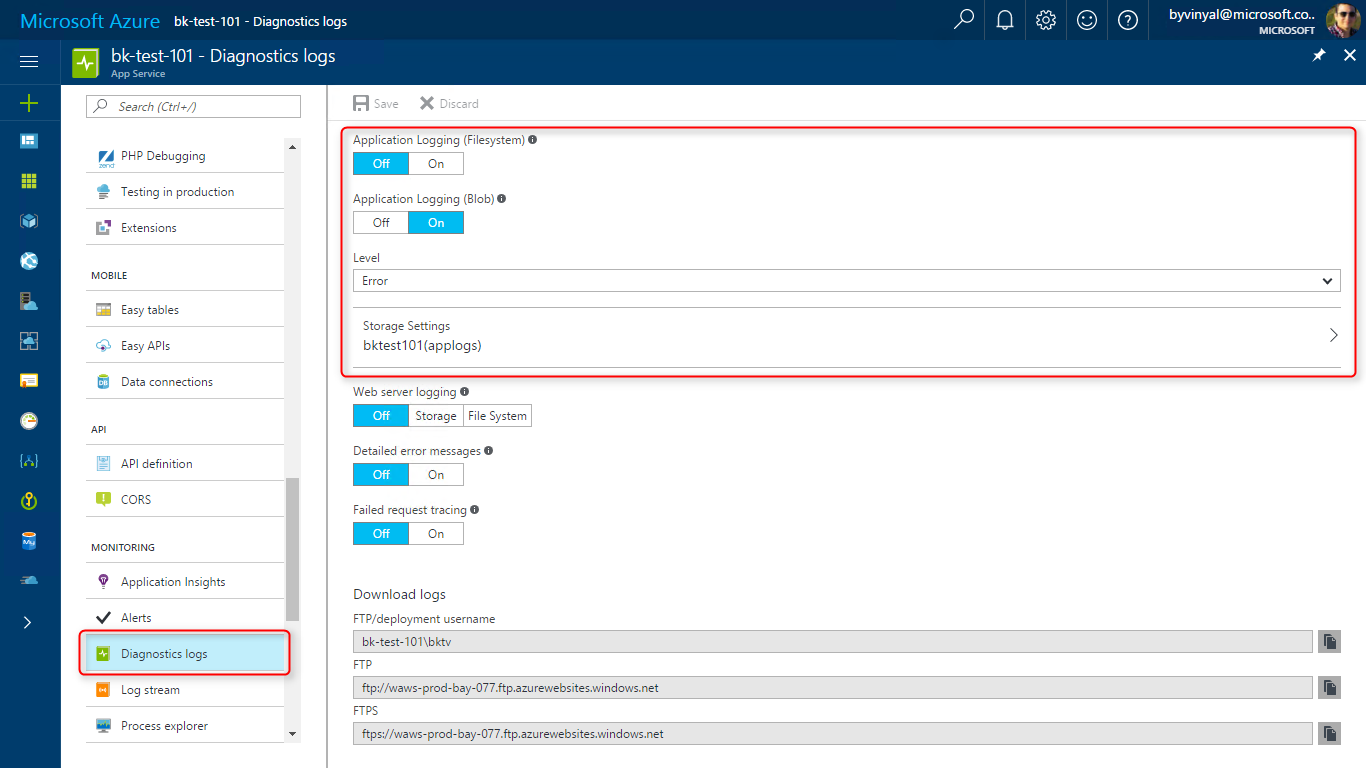 Microsoft Azure bk-test-101 - Diagnostics logs
byvinyal@microsoft.co..
MICROSOFT
bk-test-101 - Diagnostics logs
App Service
Search (Ctrl+/)
PHP Debugging
Testing in production
Extensions
MOBILE
Easy tables
Easy APIs
Data connections
API
API definition
CORS
MONITORING
Application Insights
Alerts
Diagnostics logs
Log stream
Process explorer
Save Discard
Application Logging (Filesystem)
Off On
Application Logging (Blob)
Off On
Level
Error
Storage Settings
bktest101(applogs)
Web server logging
Off Storage File System
Detailed error messages
Off On
Failed request tracing
Off On
Download logs
FTP/deployment username
bk-test-101\bktv
FTP
ftp://waws-prod-bay-077.ftp.azurewebsites.windows.net
FTPS
ftps://waws-prod-bay-077.ftp.azurewebsites.windows.net